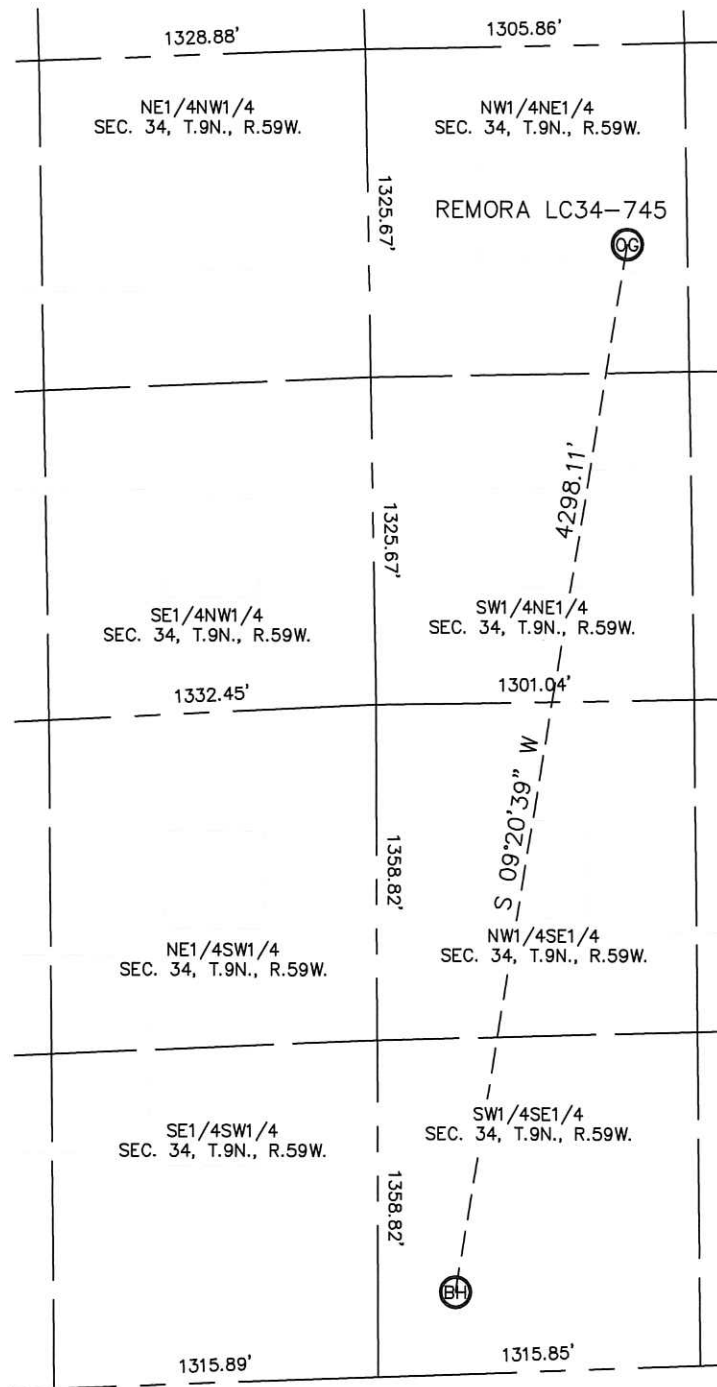 1328.88'
1305.86'
NE1/4NW1/4
SEC. 34, T.9N., R.59W.
NW1/4NE1/4
SEC. 34, T.9N., R.59W.
1325.67'
REMORA LC34-745
OG
4298.11'
1325.67'
SE1/4NW1/4
SEC. 34, T.9N., R.59W.
SW1/4NE1/4
SEC. 34, T.9N., R.59W.
1332.45'
1301.04'
S 09°20'39" W
1358.82'
NE1/4SW1/4
SEC. 34, T.9N., R.59W.
NW1/4SE1/4
SEC. 34, T.9N., R.59W.
SE1/4SW1/4
SEC. 34, T.9N., R.59W.
SW1/4SE1/4
SEC. 34, T.9N., R.59W.
1358.82'
BH
1315.89'
1315.85'